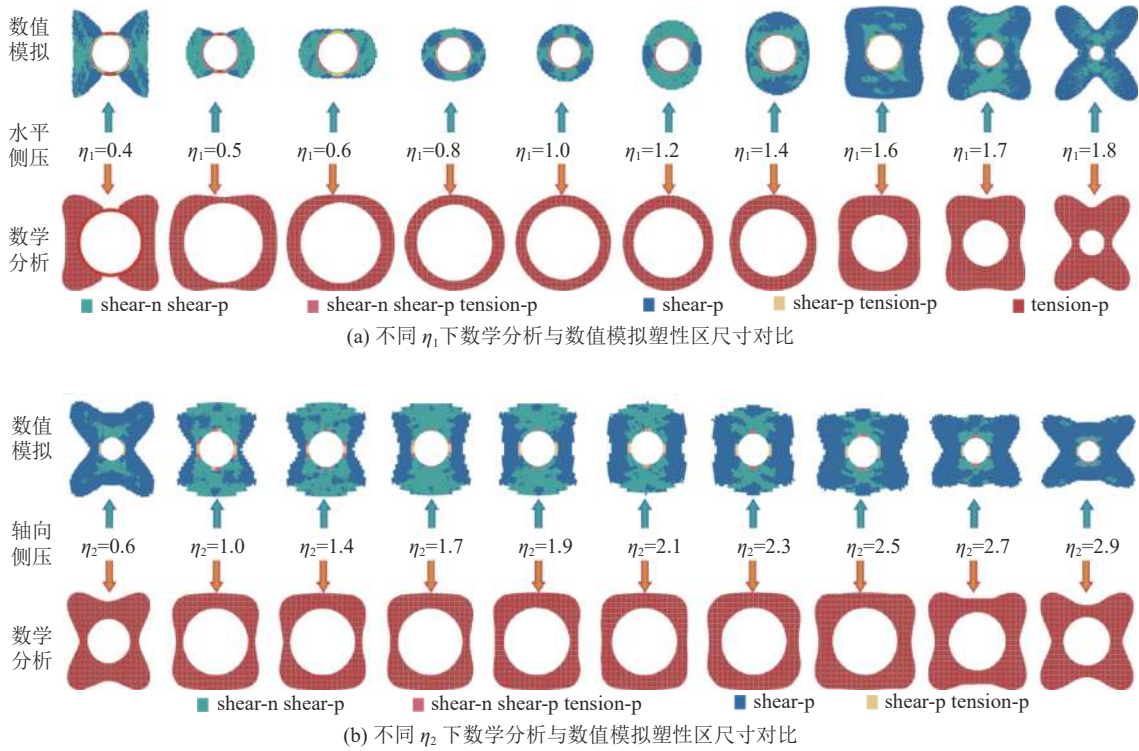 数值
模拟
水平
侧压
η₁=0.4 η₁=0.5 η₁=0.6 η₁=0.8 η₁=1.0 η₁=1.2 η₁=1.4 η₁=1.6 η₁=1.7 η₁=1.8
数学
分析
shear-n shear-p shear-n shear-p tension-p shear-p shear-p tension-p tension-p
(a) 不同 η₁下数学分析与数值模拟塑性区尺寸对比
数值
模拟
轴向
侧压
η₂=0.6 η₂=1.0 η₂=1.4 η₂=1.7 η₂=1.9 η₂=2.1 η₂=2.3 η₂=2.5 η₂=2.7 η₂=2.9
数学
分析
shear-n shear-p shear-n shear-p tension-p shear-p shear-p tension-p
(b) 不同 η₂ 下数学分析与数值模拟塑性区尺寸对比